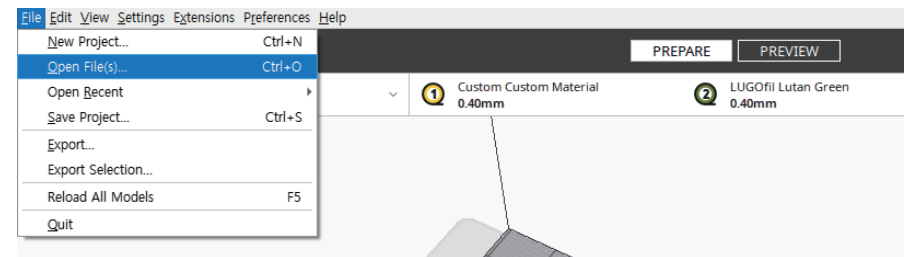 File Edit View Settings Extensions Preferences Help
New Project... Ctrl+N
Open File(s)... Ctrl+O
Open Recent
Save Project... Ctrl+S
Export...
Export Selection...
Reload All Models F5
Quit
PREPARE PREVIEW
1 Custom Custom Material
0.40mm
2 LUGOfil Lutan Green
0.40mm